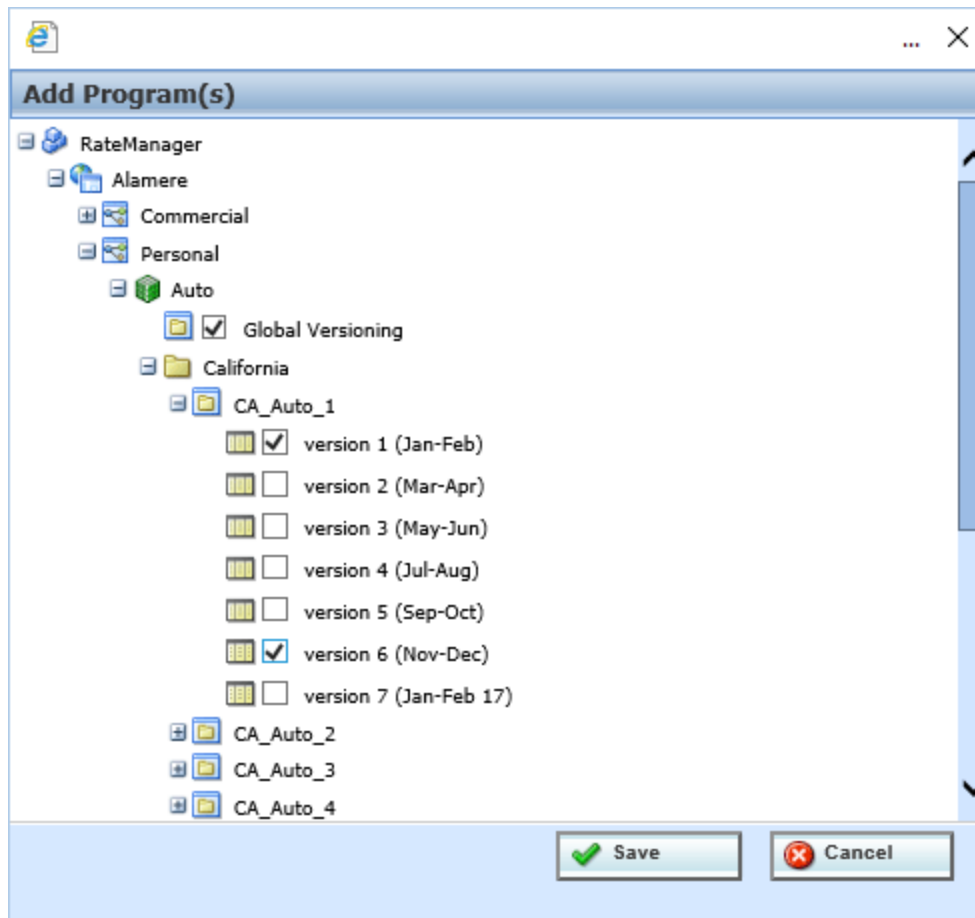 ...
Add Program(s)
RateManager
Alamere
Commercial
Personal
Auto
Global Versioning
California
CA_Auto_1
version 1 (Jan-Feb)
version 2 (Mar-Apr)
version 3 (May-Jun)
version 4 (Jul-Aug)
version 5 (Sep-Oct)
version 6 (Nov-Dec)
version 7 (Jan-Feb 17)
CA_Auto_2
CA_Auto_3
CA_Auto_4
Save Cancel